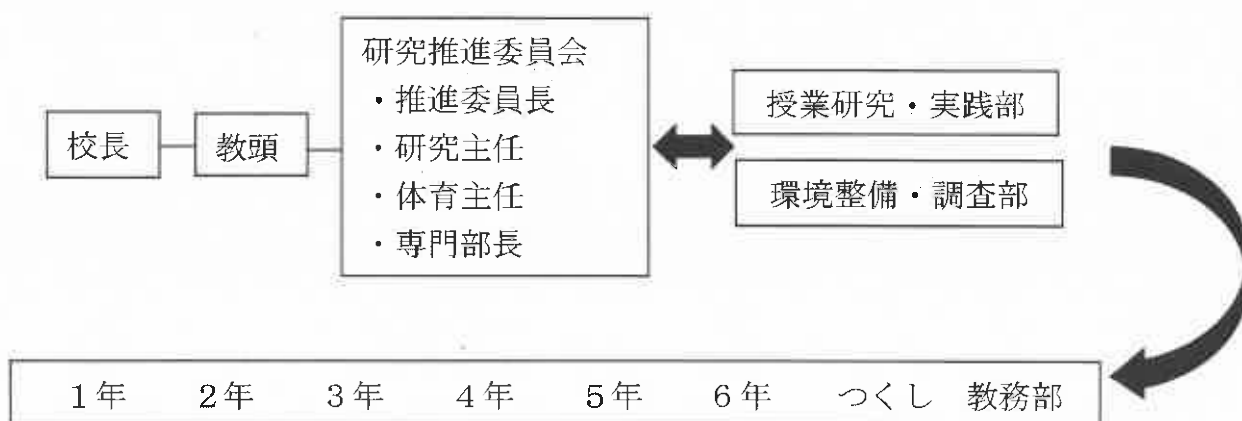 校長
教頭
研究推進委員会
・推進委員長
・研究主任
・体育主任
・専門部長
授業研究・実践部
環境整備・調査部
1年 2年 3年 4年 5年 6年 つくし 教務部